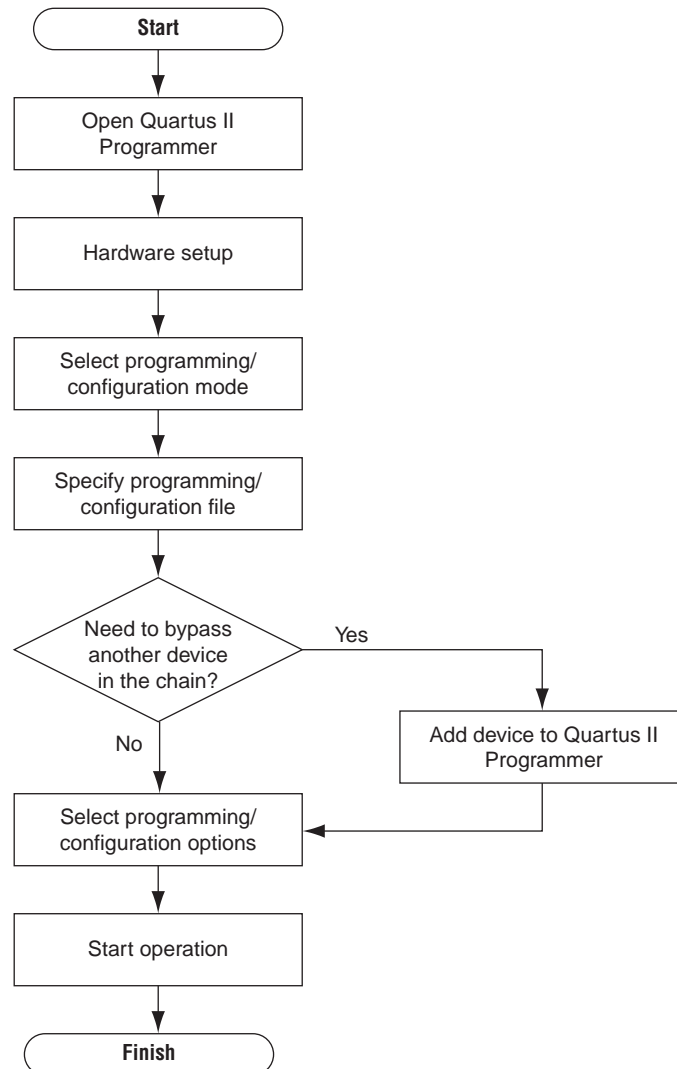 Start
Open Quartus II
Programmer
Hardware setup
Select programming/
configuration mode
Specify programming/
configuration file
Need to bypass
another device
in the chain?
Yes
Add device to Quartus II
Programmer
No
Select programming/
configuration options
Start operation
Finish